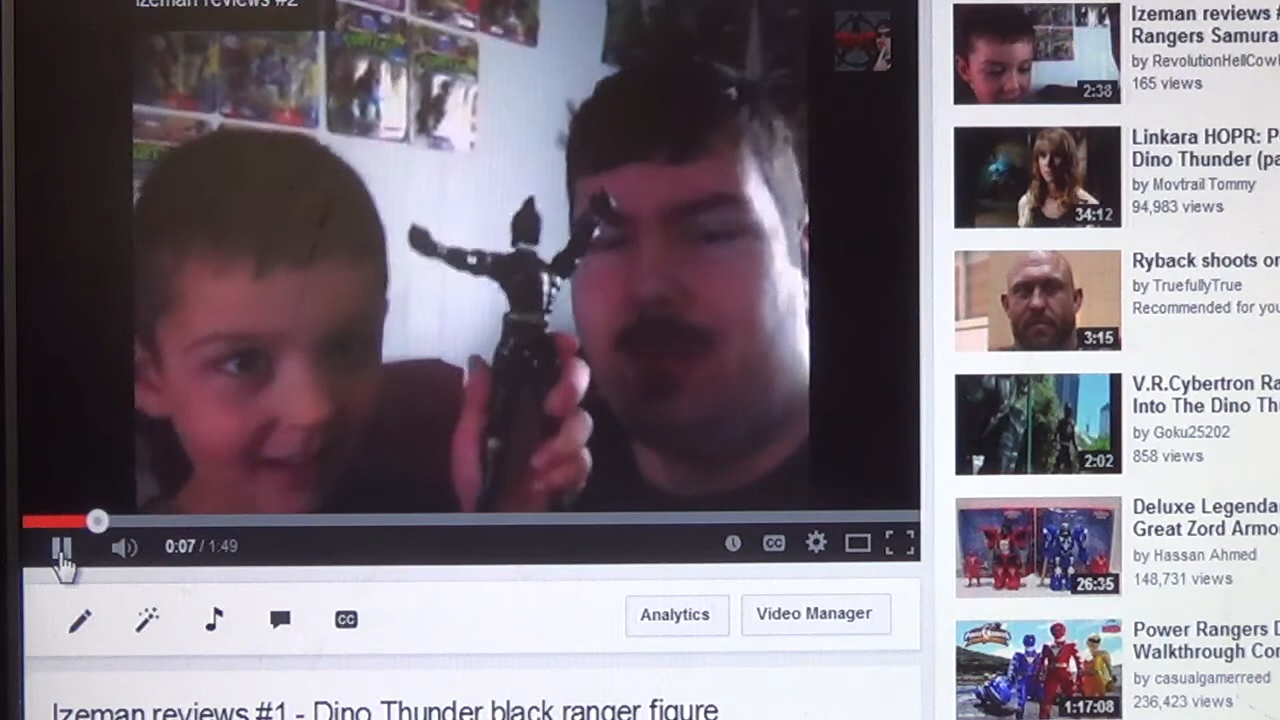 Izeman reviews #2
0:07 / 1:49
CC
CC
Analytics
Video Manager
Izeman reviews #1 - Dino Thunder black ranger figure
2:38
Izeman reviews #
Rangers Samura
by RevolutionHellCow
165 views
34:12
Linkara HOPR: P
Dino Thunder (pa
by Movtrail Tommy
94,983 views
3:15
Ryback shoots on
by TruefullyTrue
Recommended for you
2:02
V.R.Cybertron Ra
Into The Dino Th
by Goku25202
858 views
26:35
Deluxe Legenda
Great Zord Armo
by Hassan Ahmed
148,731 views
1:17:08
Power Rangers D
Walkthrough Con
by casualgamerreed
236,423 views